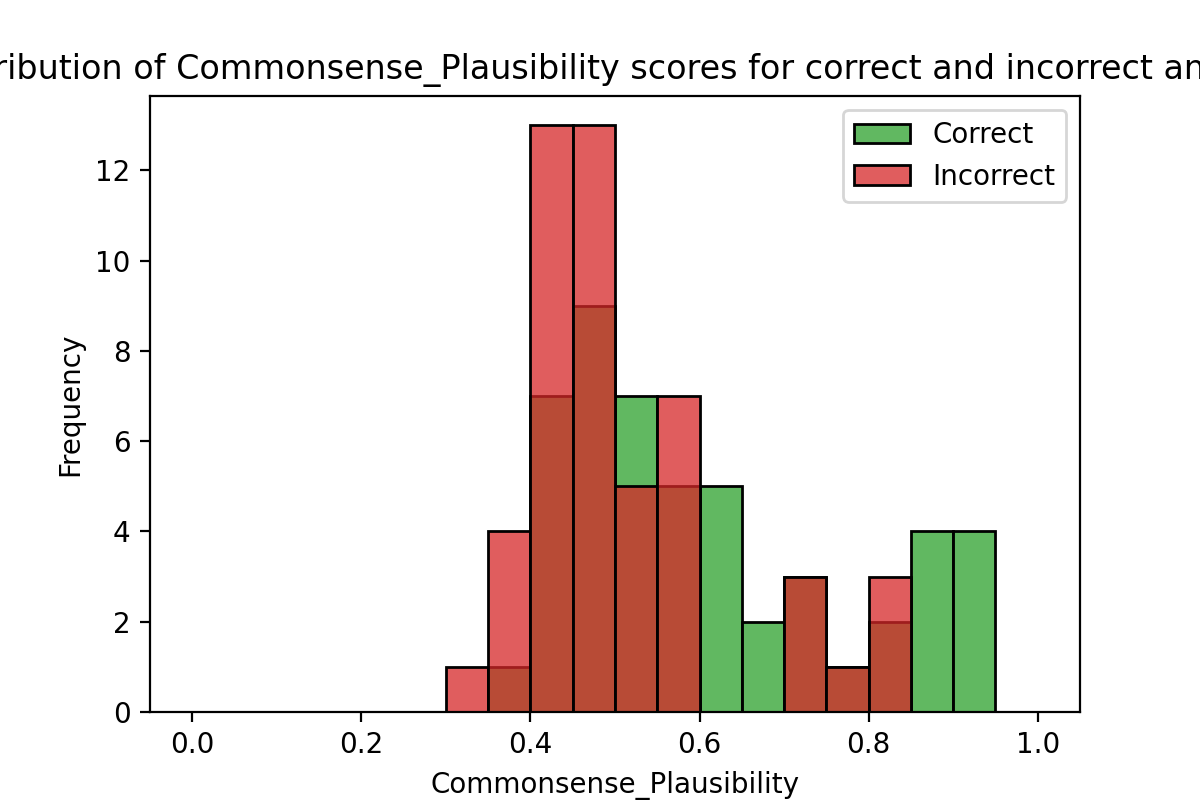 ribution of Commonsense_Plausibility scores for correct and incorrect an
Correct
Incorrect
12
10
8
6
4
2
0
Frequency
0.0 0.2 0.4 0.6 0.8 1.0
Commonsense_Plausibility